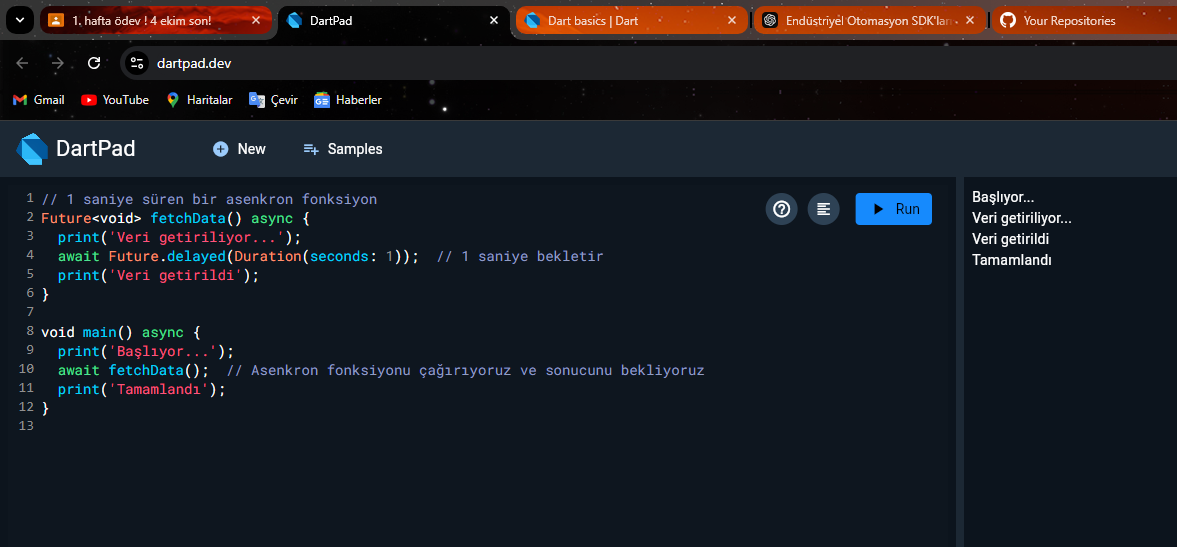 1. hafta ödev ! 4 ekim son!
DartPad
Dart basics | Dart
Endüstriyel Otomasyon SDK'ları
Your Repositories
dartpad.dev
Gmail
YouTube
Haritalar
Çevir
Haberler
DartPad
New
Samples
Run
1 // 1 saniye süren bir asenkron fonksiyon
2 Future<void> fetchData() async {
3   print('Veri getiriliyor...');
4   await Future.delayed(Duration(seconds: 1));  // 1 saniye bekletir
5   print('Veri getirildi');
6 }
7
8 void main() async {
9   print('Başlıyor...');
10   await fetchData();  // Asenkron fonksiyonu çağırıyoruz ve sonucunu bekliyoruz
11   print('Tamamlandı');
12 }
13
Başlıyor...
Veri getiriliyor...
Veri getirildi
Tamamlandı